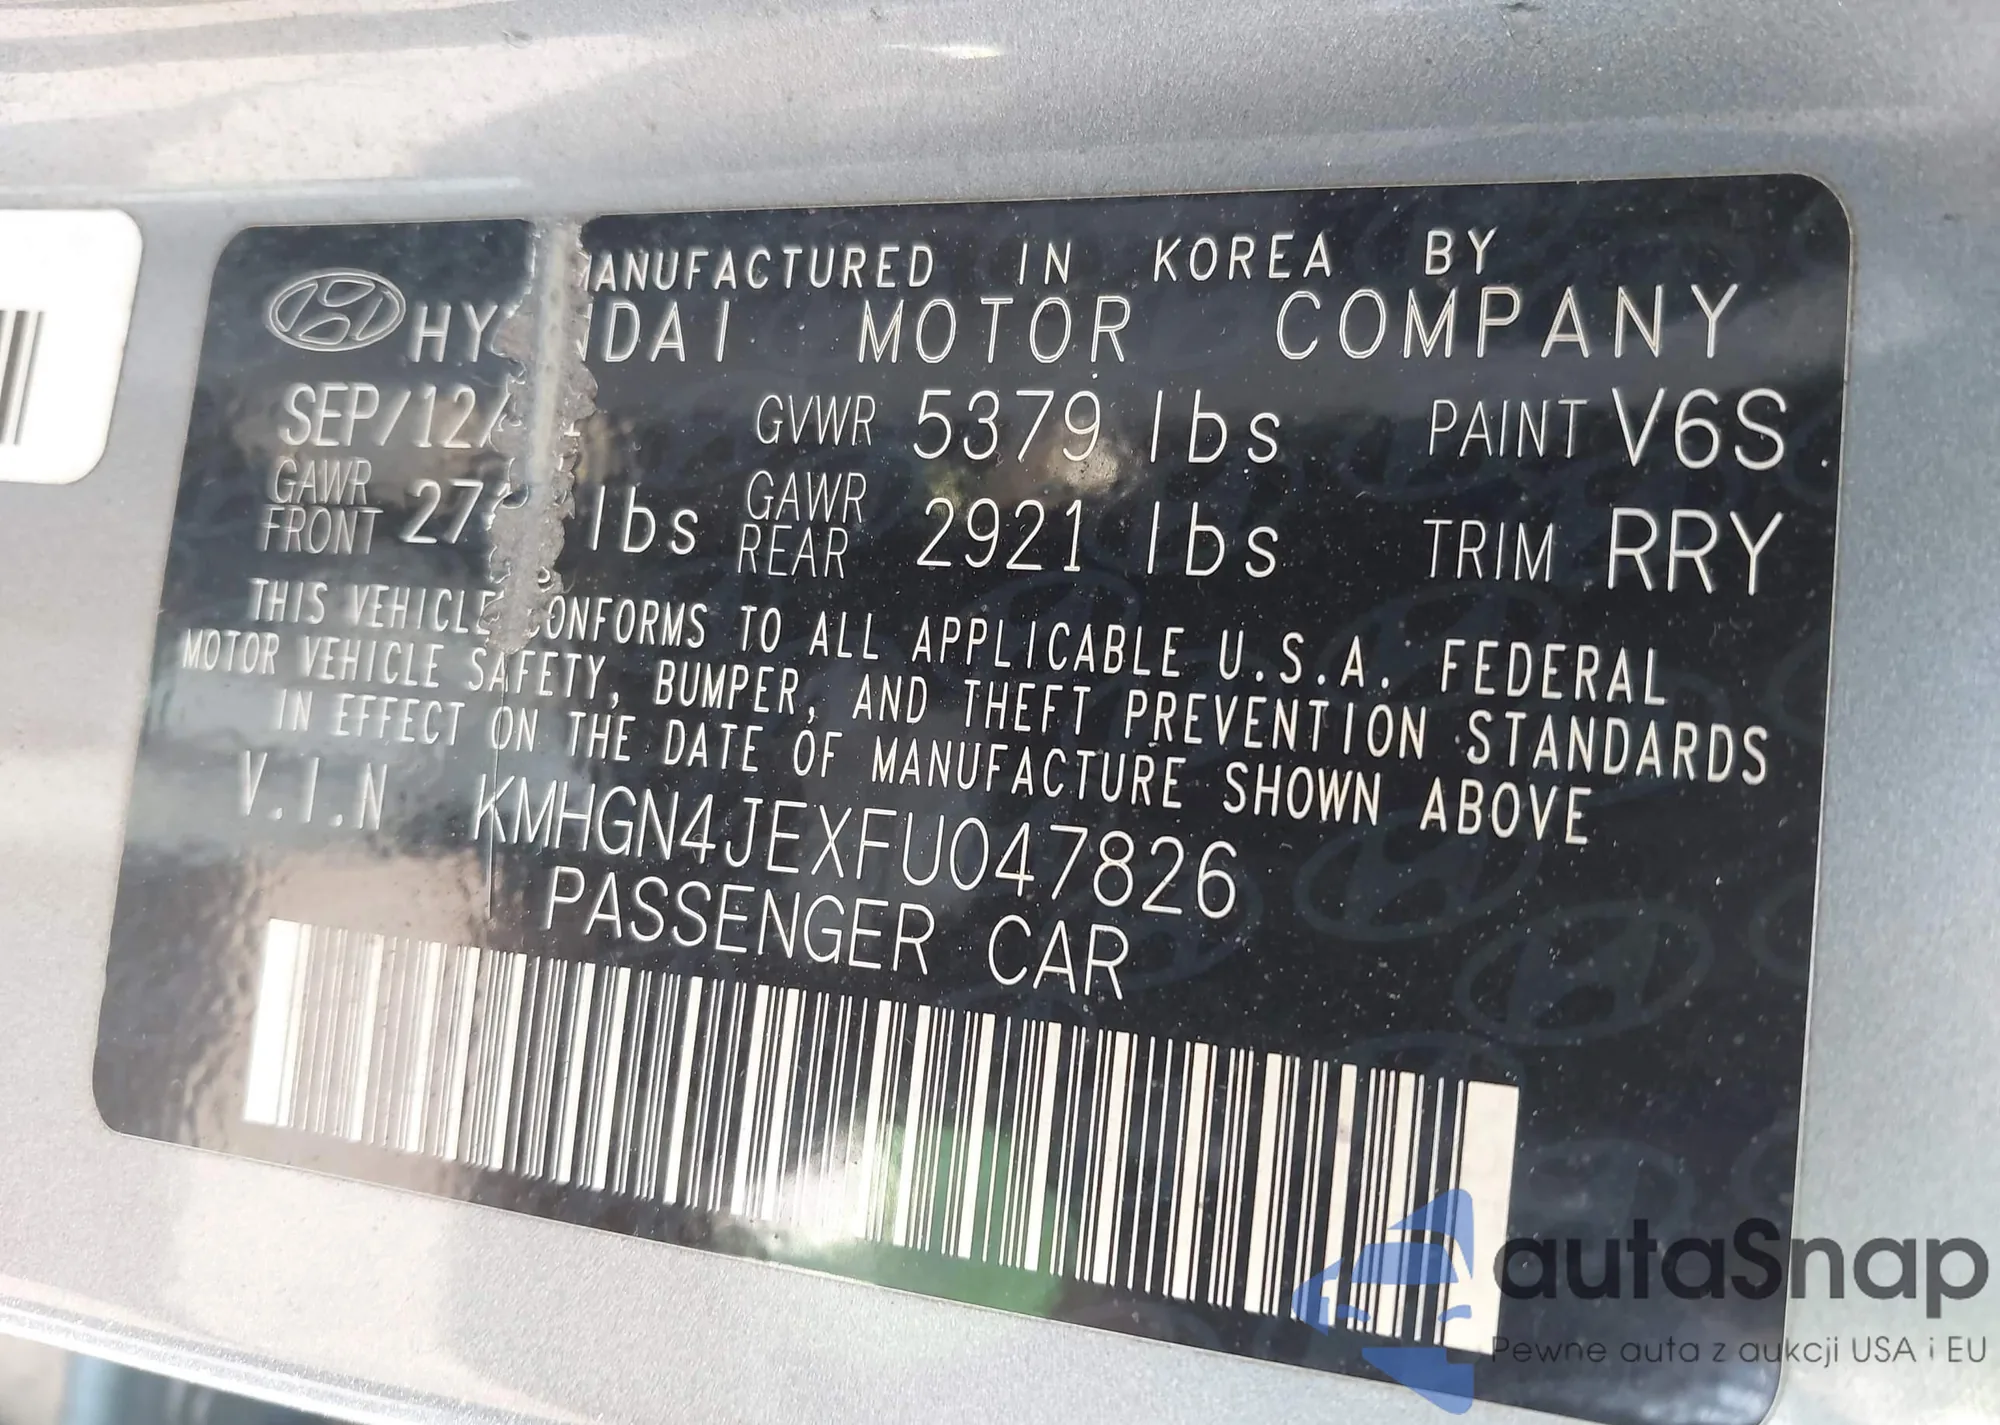 MANUFACTURED IN KOREA BY
MOTOR COMPANY
GVWR 5379 lbs PAINT V6S
GAWR FRONT lbs GAWR REAR 2921 lbs TRIM RRY
THIS VEHICLE CONFORMS TO ALL APPLICABLE U.S.A. FEDERAL
MOTOR VEHICLE SAFETY, BUMPER, AND THEFT PREVENTION STANDARDS
IN EFFECT ON THE DATE OF MANUFACTURE SHOWN ABOVE
V.I.N KMHGN4JEXFU047826
PASSENGER CAR
autaSnap
Pewne auta z aukcji USA i EU